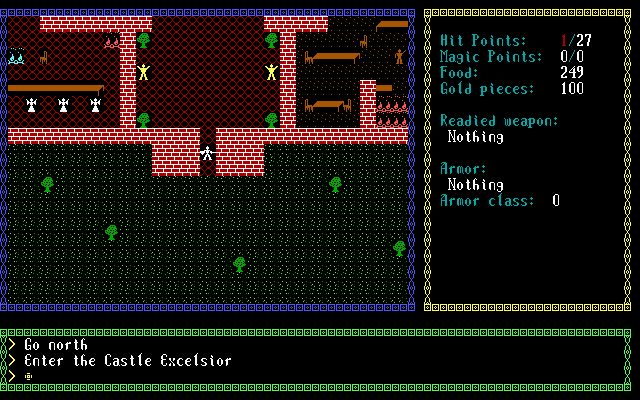 Hit Points: 1/27
Magic Points: 0/0
Food: 249
Gold pieces: 100
Readied weapon:
Nothing
Armor:
Nothing
Armor class: 0
> Go north
> Enter the Castle Excelsior
>